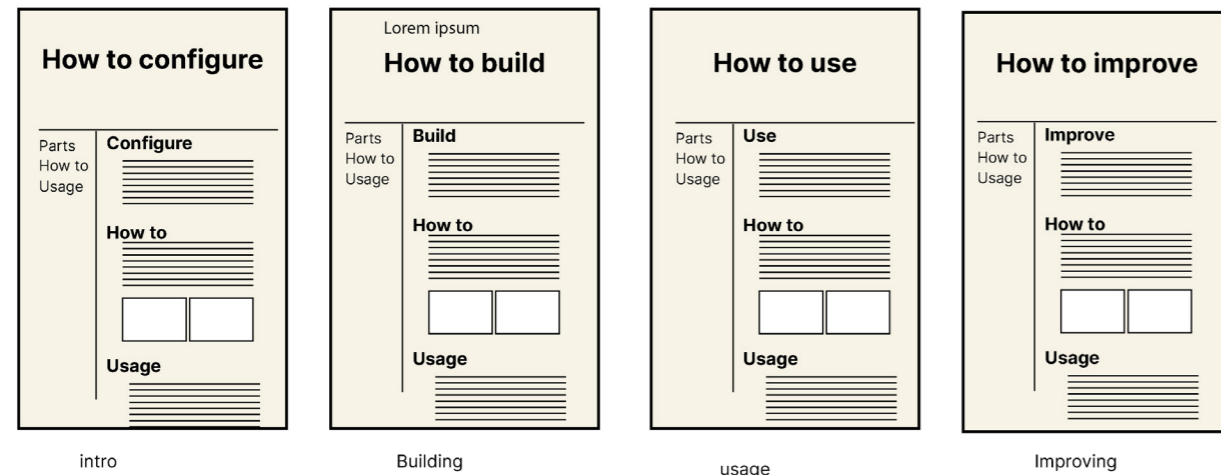 How to configure
Parts
How to
Usage
Configure
How to
Usage
intro
Lorem ipsum
How to build
Parts
How to
Usage
Build
How to
Usage
Building
How to use
Parts
How to
Usage
Use
How to
Usage
usage
How to improve
Parts
How to
Usage
Improve
How to
Usage
Improving